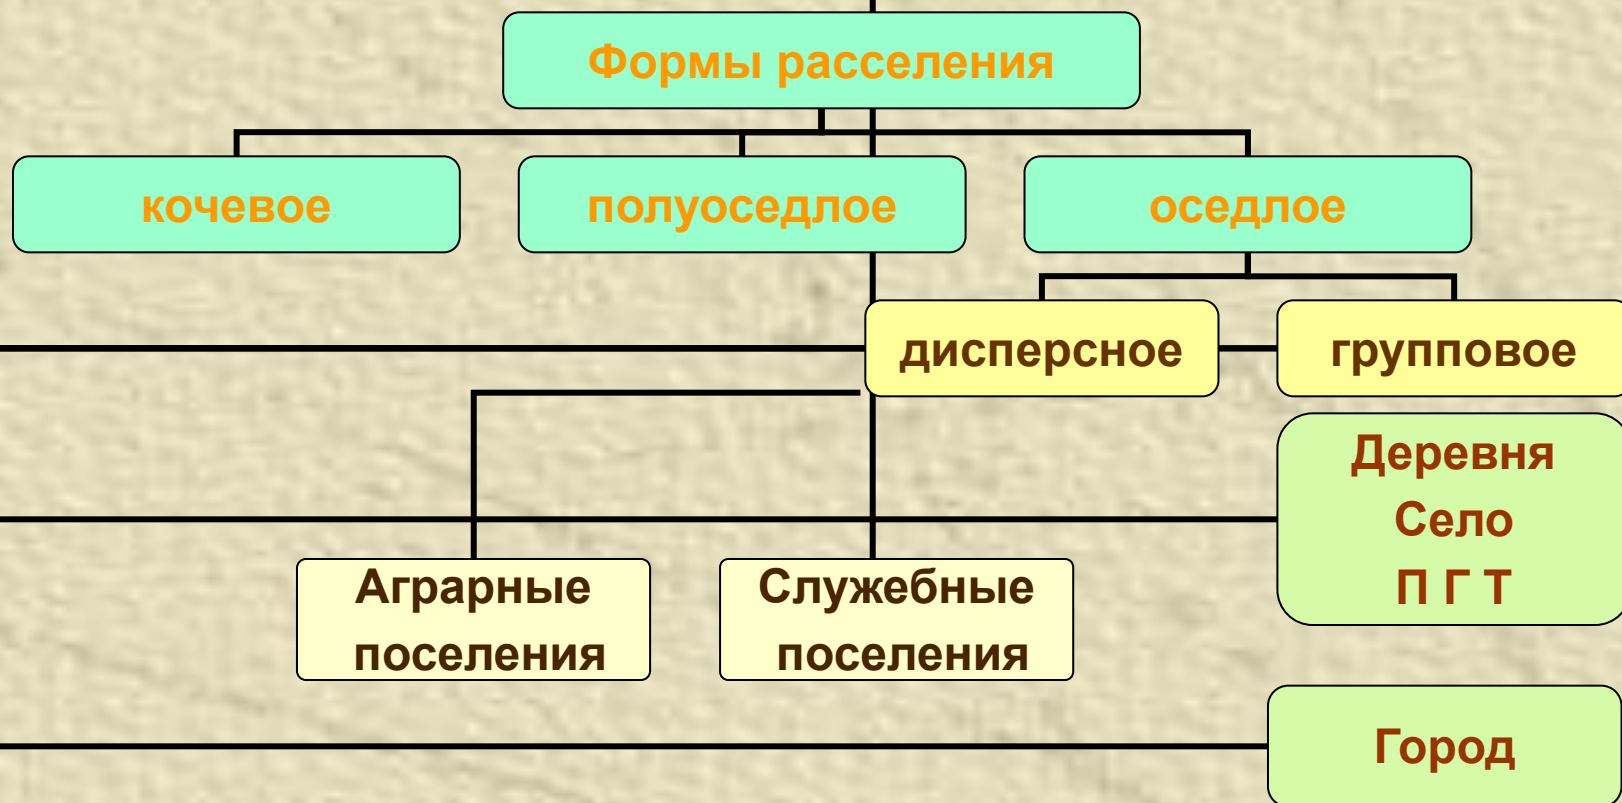 Формы расселения
кочевое
полуоседлое
оседлое
дисперсное
групповое
Деревня
Село
П Г Т
Аграрные
поселения
Служебные
поселения
Город